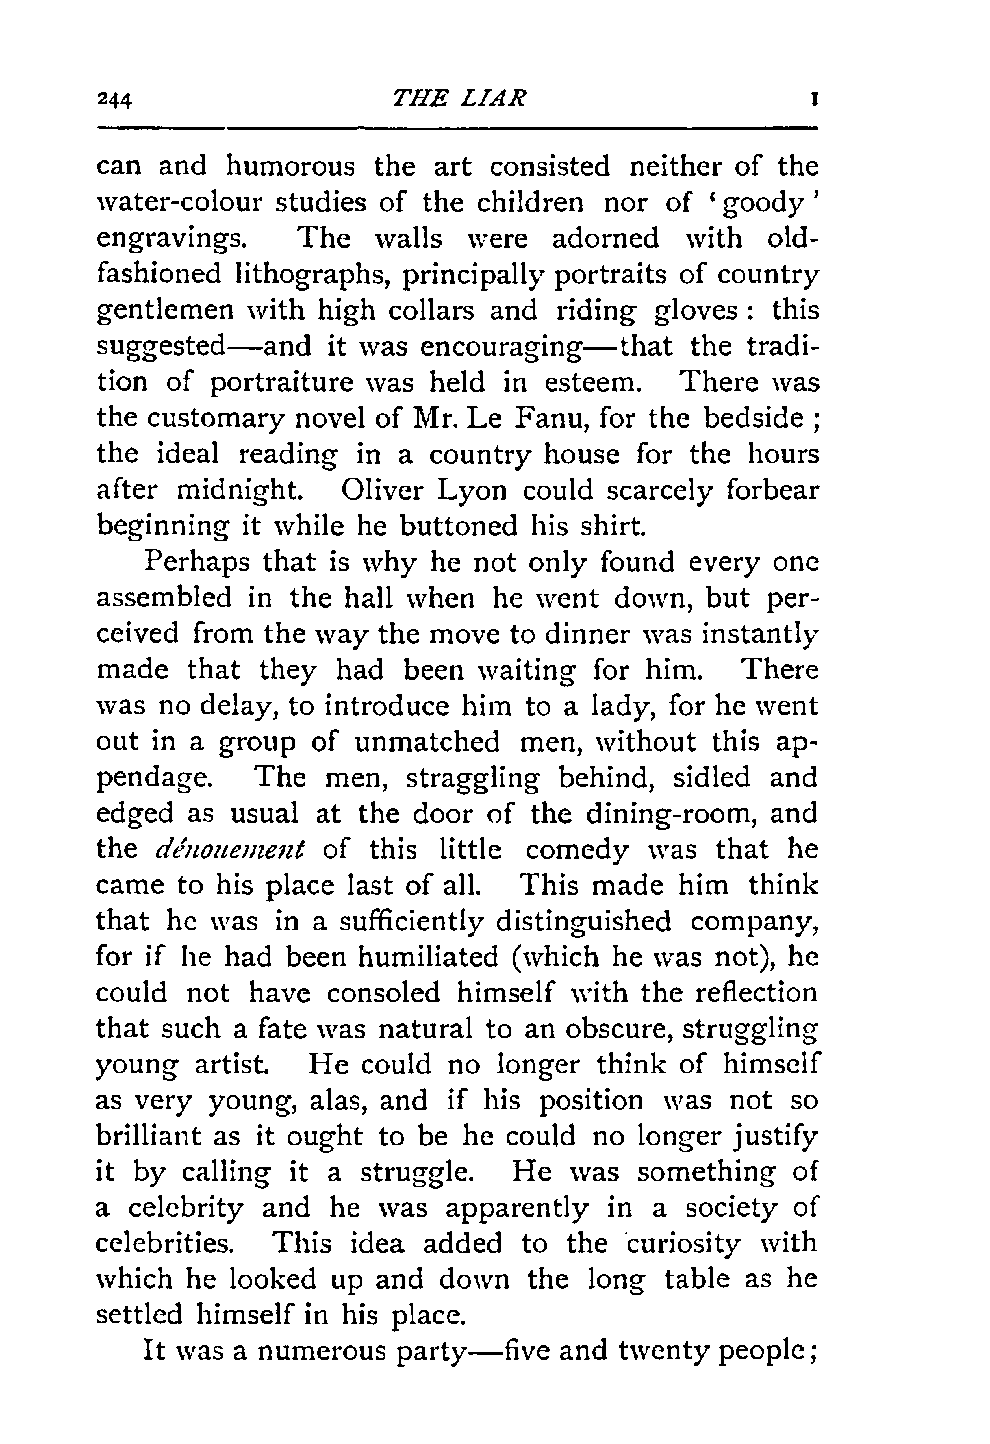 244 THE LIAR I
can and humorous the art consisted neither of the
water-colour studies of the children nor of ‘goody’
engravings. The walls were adorned with old-
fashioned lithographs, principally portraits of country
gentlemen with high collars and riding gloves : this
suggested—and it was encouraging—that the tradi-
tion of portraiture was held in esteem. There was
the customary novel of Mr. Le Fanu, for the bedside ;
the ideal reading in a country house for the hours
after midnight. Oliver Lyon could scarcely forbear
beginning it while he buttoned his shirt.
Perhaps that is why he not only found every one
assembled in the hall when he went down, but per-
ceived from the way the move to dinner was instantly
made that they had been waiting for him. There
was no delay, to introduce him to a lady, for he went
out in a group of unmatched men, without this ap-
pendage. The men, straggling behind, sidled and
edged as usual at the door of the dining-room, and
the dénouement of this little comedy was that he
came to his place last of all. This made him think
that he was in a sufficiently distinguished company,
for if he had been humiliated (which he was not), he
could not have consoled himself with the reflection
that such a fate was natural to an obscure, struggling
young artist. He could no longer think of himself
as very young, alas, and if his position was not so
brilliant as it ought to be he could no longer justify
it by calling it a struggle. He was something of
a celebrity and he was apparently in a society of
celebrities. This idea added to the curiosity with
which he looked up and down the long table as he
settled himself in his place.
It was a numerous party—five and twenty people ;